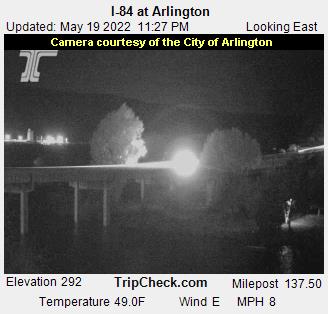 I-84 at Arlington
Updated: May 19 2022 11:27 PM Looking East
Camera courtesy of the City of Arlington
Elevation 292 TripCheck.com Milepost 137.50
Temperature 49.0F Wind E MPH 8